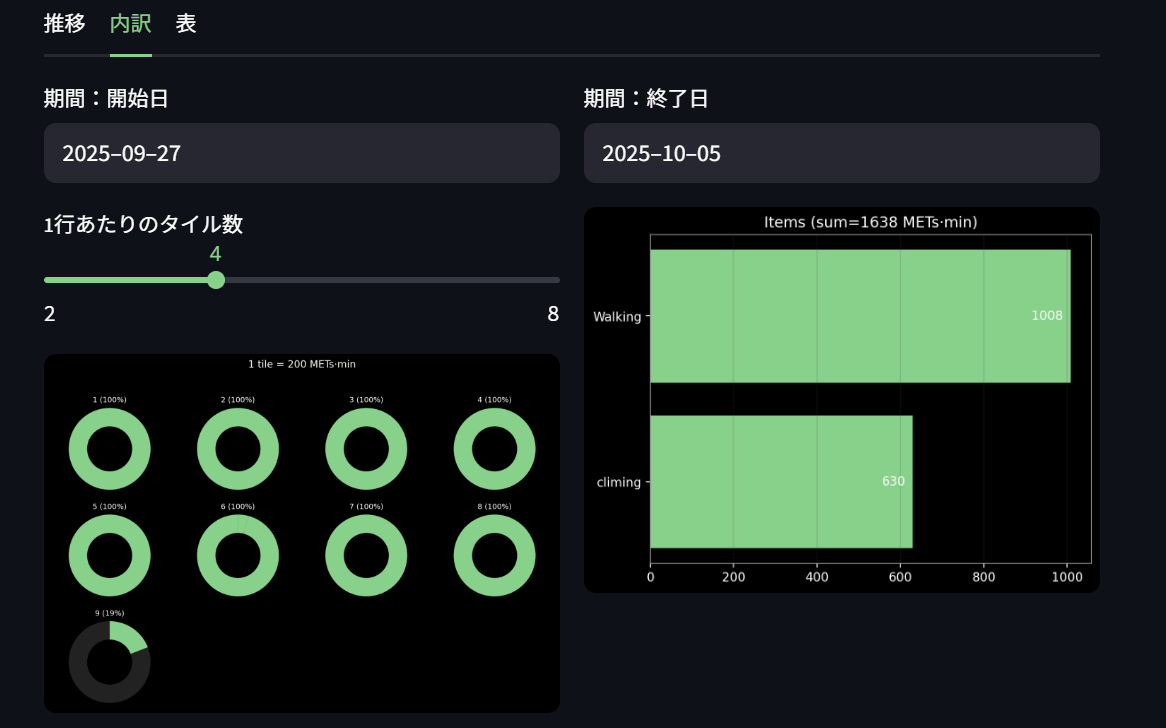 推移 内訳 表
期間：開始日
2025–09–27
期間：終了日
2025–10–05
1行あたりのタイル数
4
2 8
1 tile = 200 METs·min
1 (100%) 2 (100%) 3 (100%) 4 (100%)
5 (100%) 6 (100%) 7 (100%) 8 (100%)
9 (19%)
Items (sum=1638 METs·min)
Walking 1008
climing 630
0 200 400 600 800 1000